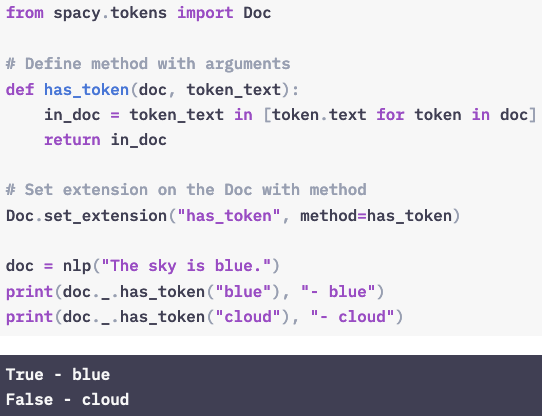 from spacy.tokens import Doc
# Define method with arguments
def has_token(doc, token_text):
    in_doc = token_text in [token.text for token in doc]
    return in_doc
# Set extension on the Doc with method
Doc.set_extension("has_token", method=has_token)
doc = nlp("The sky is blue.")
print(doc._.has_token("blue"), "- blue")
print(doc._.has_token("cloud"), "- cloud")
True - blue
False - cloud